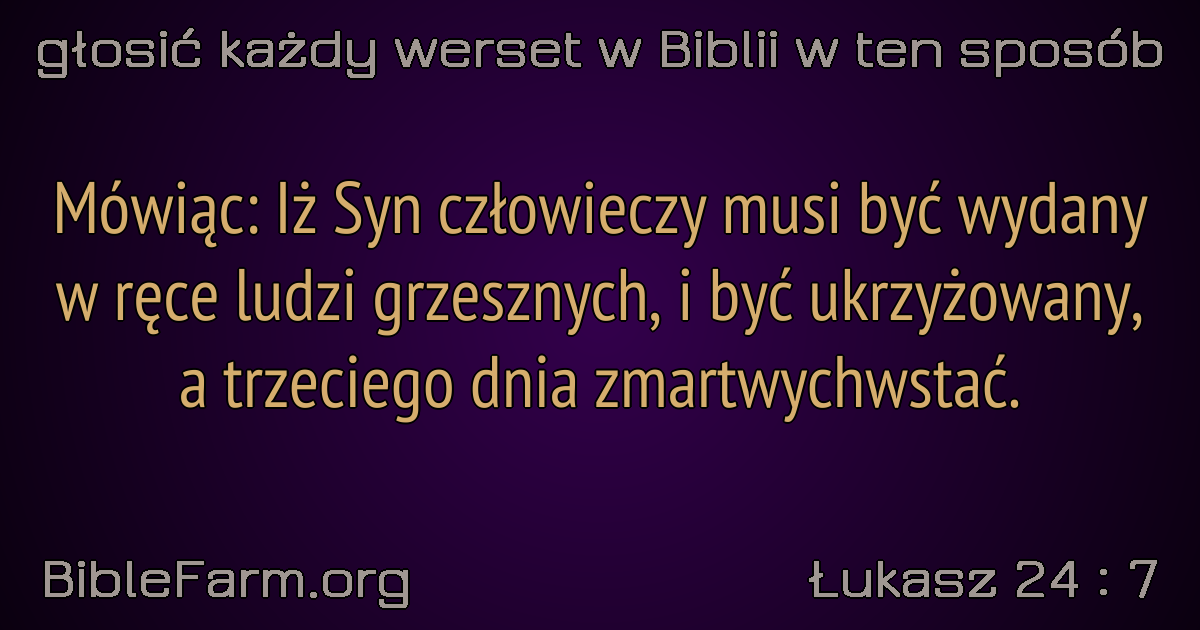 głosić każdy werset w Biblii w ten sposób
Mówiąc: Iż Syn człowieczy musi być wydany
w ręce ludzi grzesznych, i być ukrzyżowany,
a trzeciego dnia zmartwychwstać.
BibleFarm.org
Łukasz 24 : 7